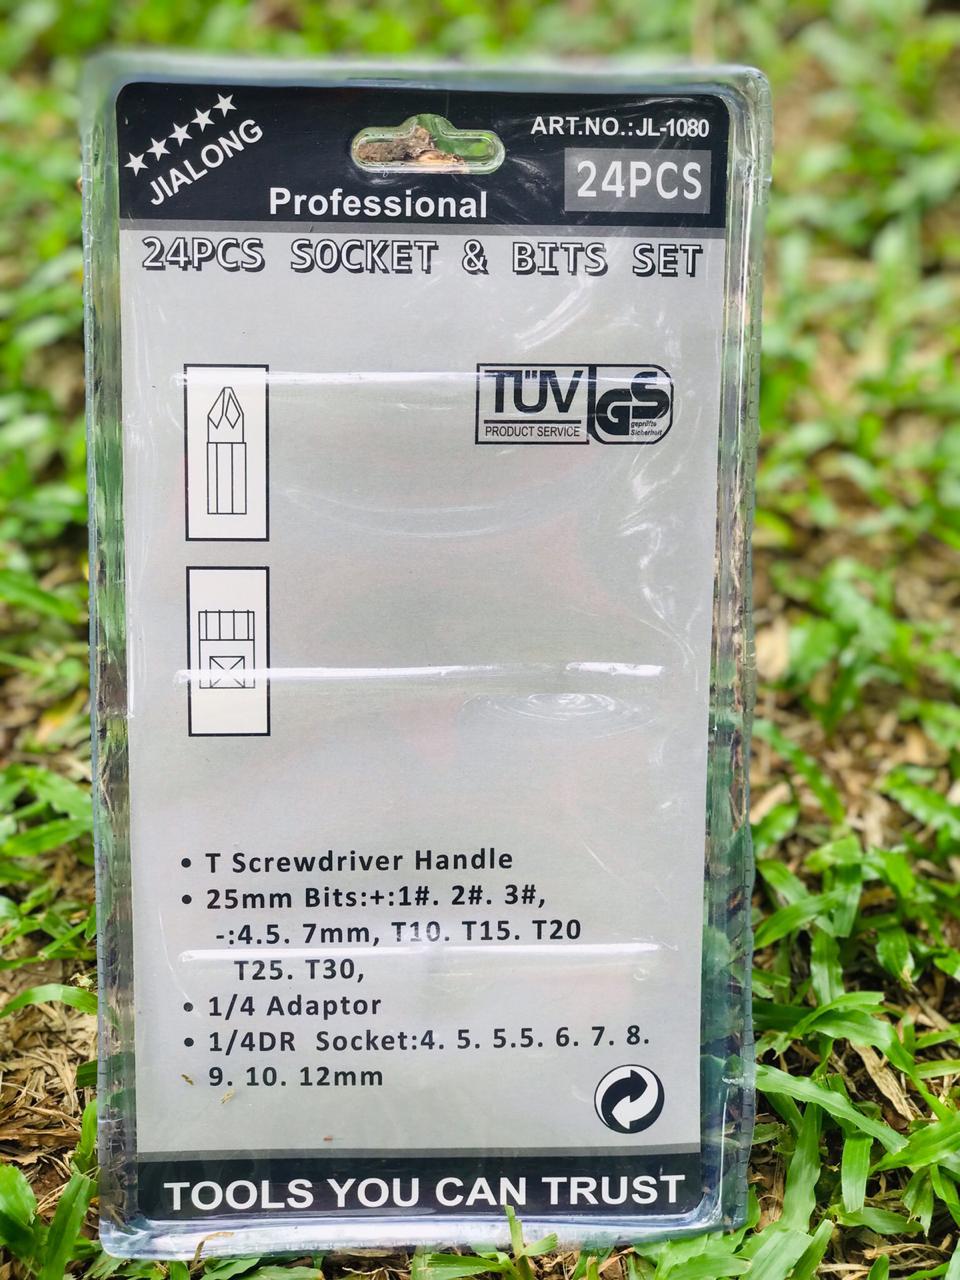 JIALONG
ART.NO.:JL-1080
24PCS
Professional
24PCS SOCKET & BITS SET
TÜV
PRODUCT SERVICE
GS
geprüfte
Sicherheit
• T Screwdriver Handle
• 25mm Bits:+:1#. 2#. 3#,
-:4.5. 7mm, T10. T15. T20
T25. T30,
• 1/4 Adaptor
• 1/4DR Socket:4. 5. 5.5. 6. 7. 8.
9. 10. 12mm
TOOLS YOU CAN TRUST